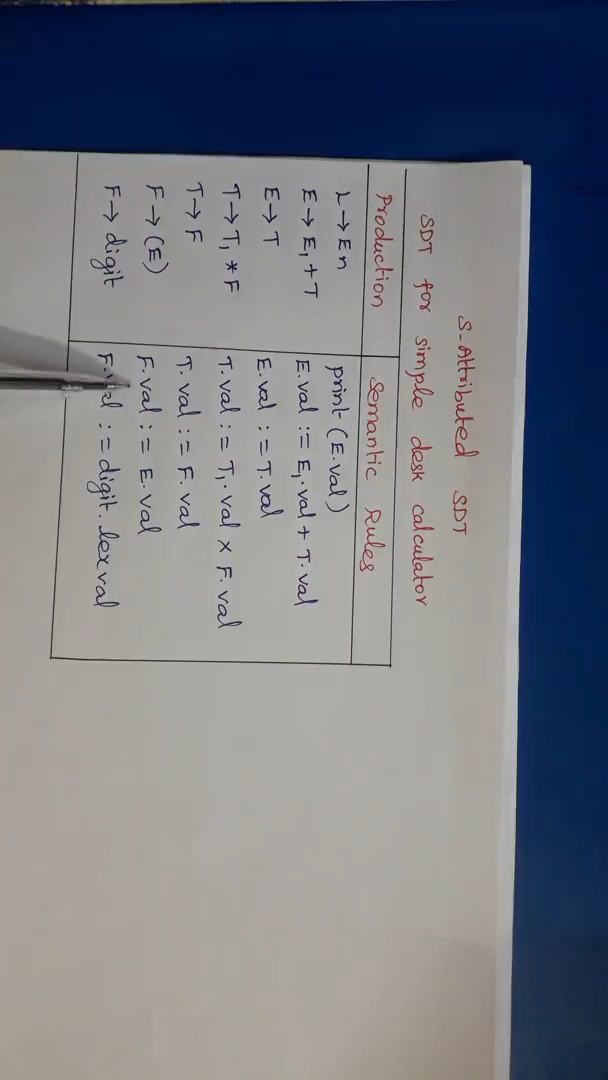 S-Attributed SDT
SDT for simple desk calculator
Production Semantic Rules
L → En print (E.val)
E → E₁ + T E.val := E₁.val + T.val
E → T E.val := T.val
T → T₁ * F T.val := T₁.val × F.val
T → F T.val := F.val
F → (E) F.val := E.val
F → digit F.val := digit.lexval